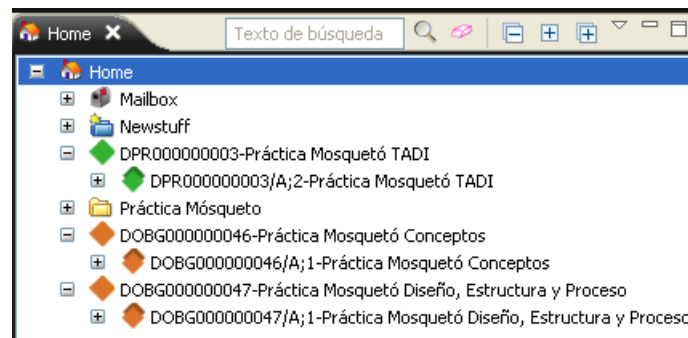 Home
Texto de búsqueda
Home
Mailbox
Newstuff
DPR000000003-Práctica Mosquetó TADI
DPR000000003/A;2-Práctica Mosquetó TADI
Práctica Mósqueto
DOBG000000046-Práctica Mosquetó Conceptos
DOBG000000046/A;1-Práctica Mosquetó Conceptos
DOBG000000047-Práctica Mosquetó Diseño, Estructura y Proceso
DOBG000000047/A;1-Práctica Mosquetó Diseño, Estructura y Proceso